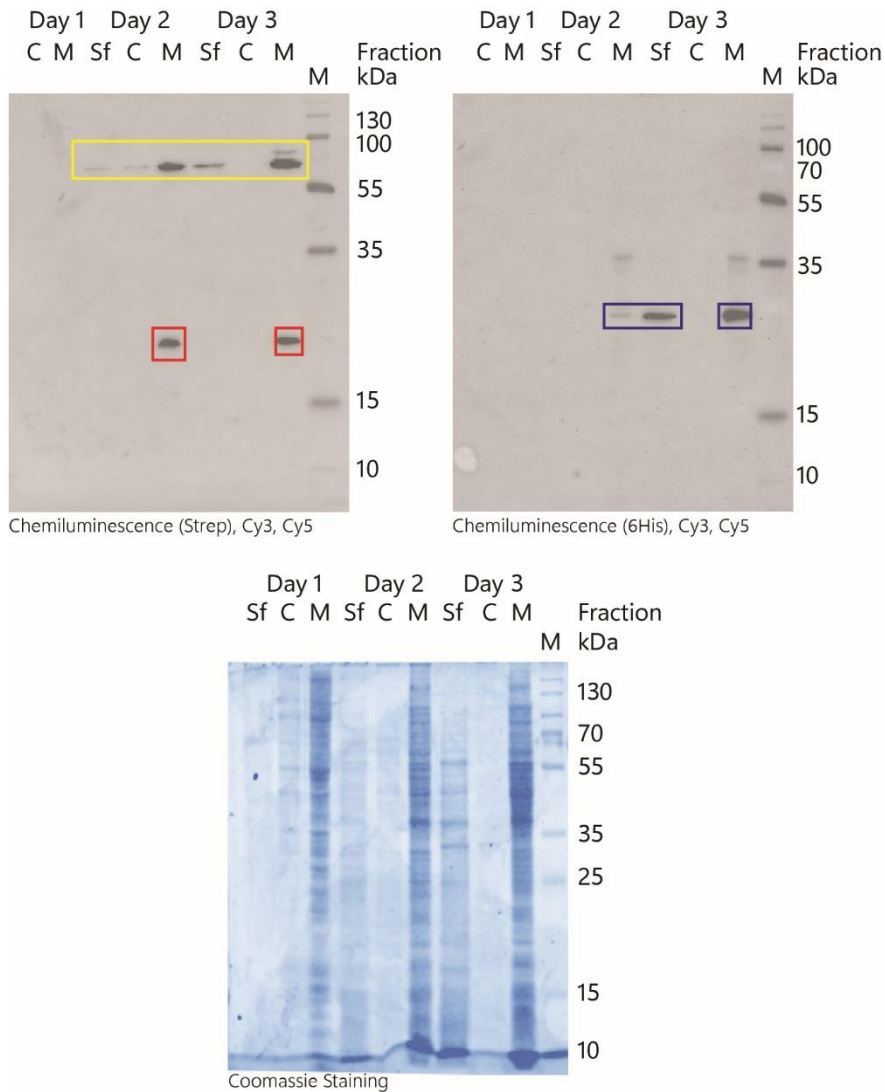 Day 1 Day 2 Day 3
C M Sf C M Sf C M Fraction
M kDa
130
100
70
55
35
15
10
Chemiluminescence (Strep), Cy3, Cy5
Day 1 Day 2 Day 3
C M Sf C M Sf C M Fraction
M kDa
100
70
55
35
15
10
Chemiluminescence (6His), Cy3, Cy5
Day 1 Day 2 Day 3
Sf C M Sf C M Sf C M Fraction
M kDa
130
70
55
35
25
15
10
Coomassie Staining